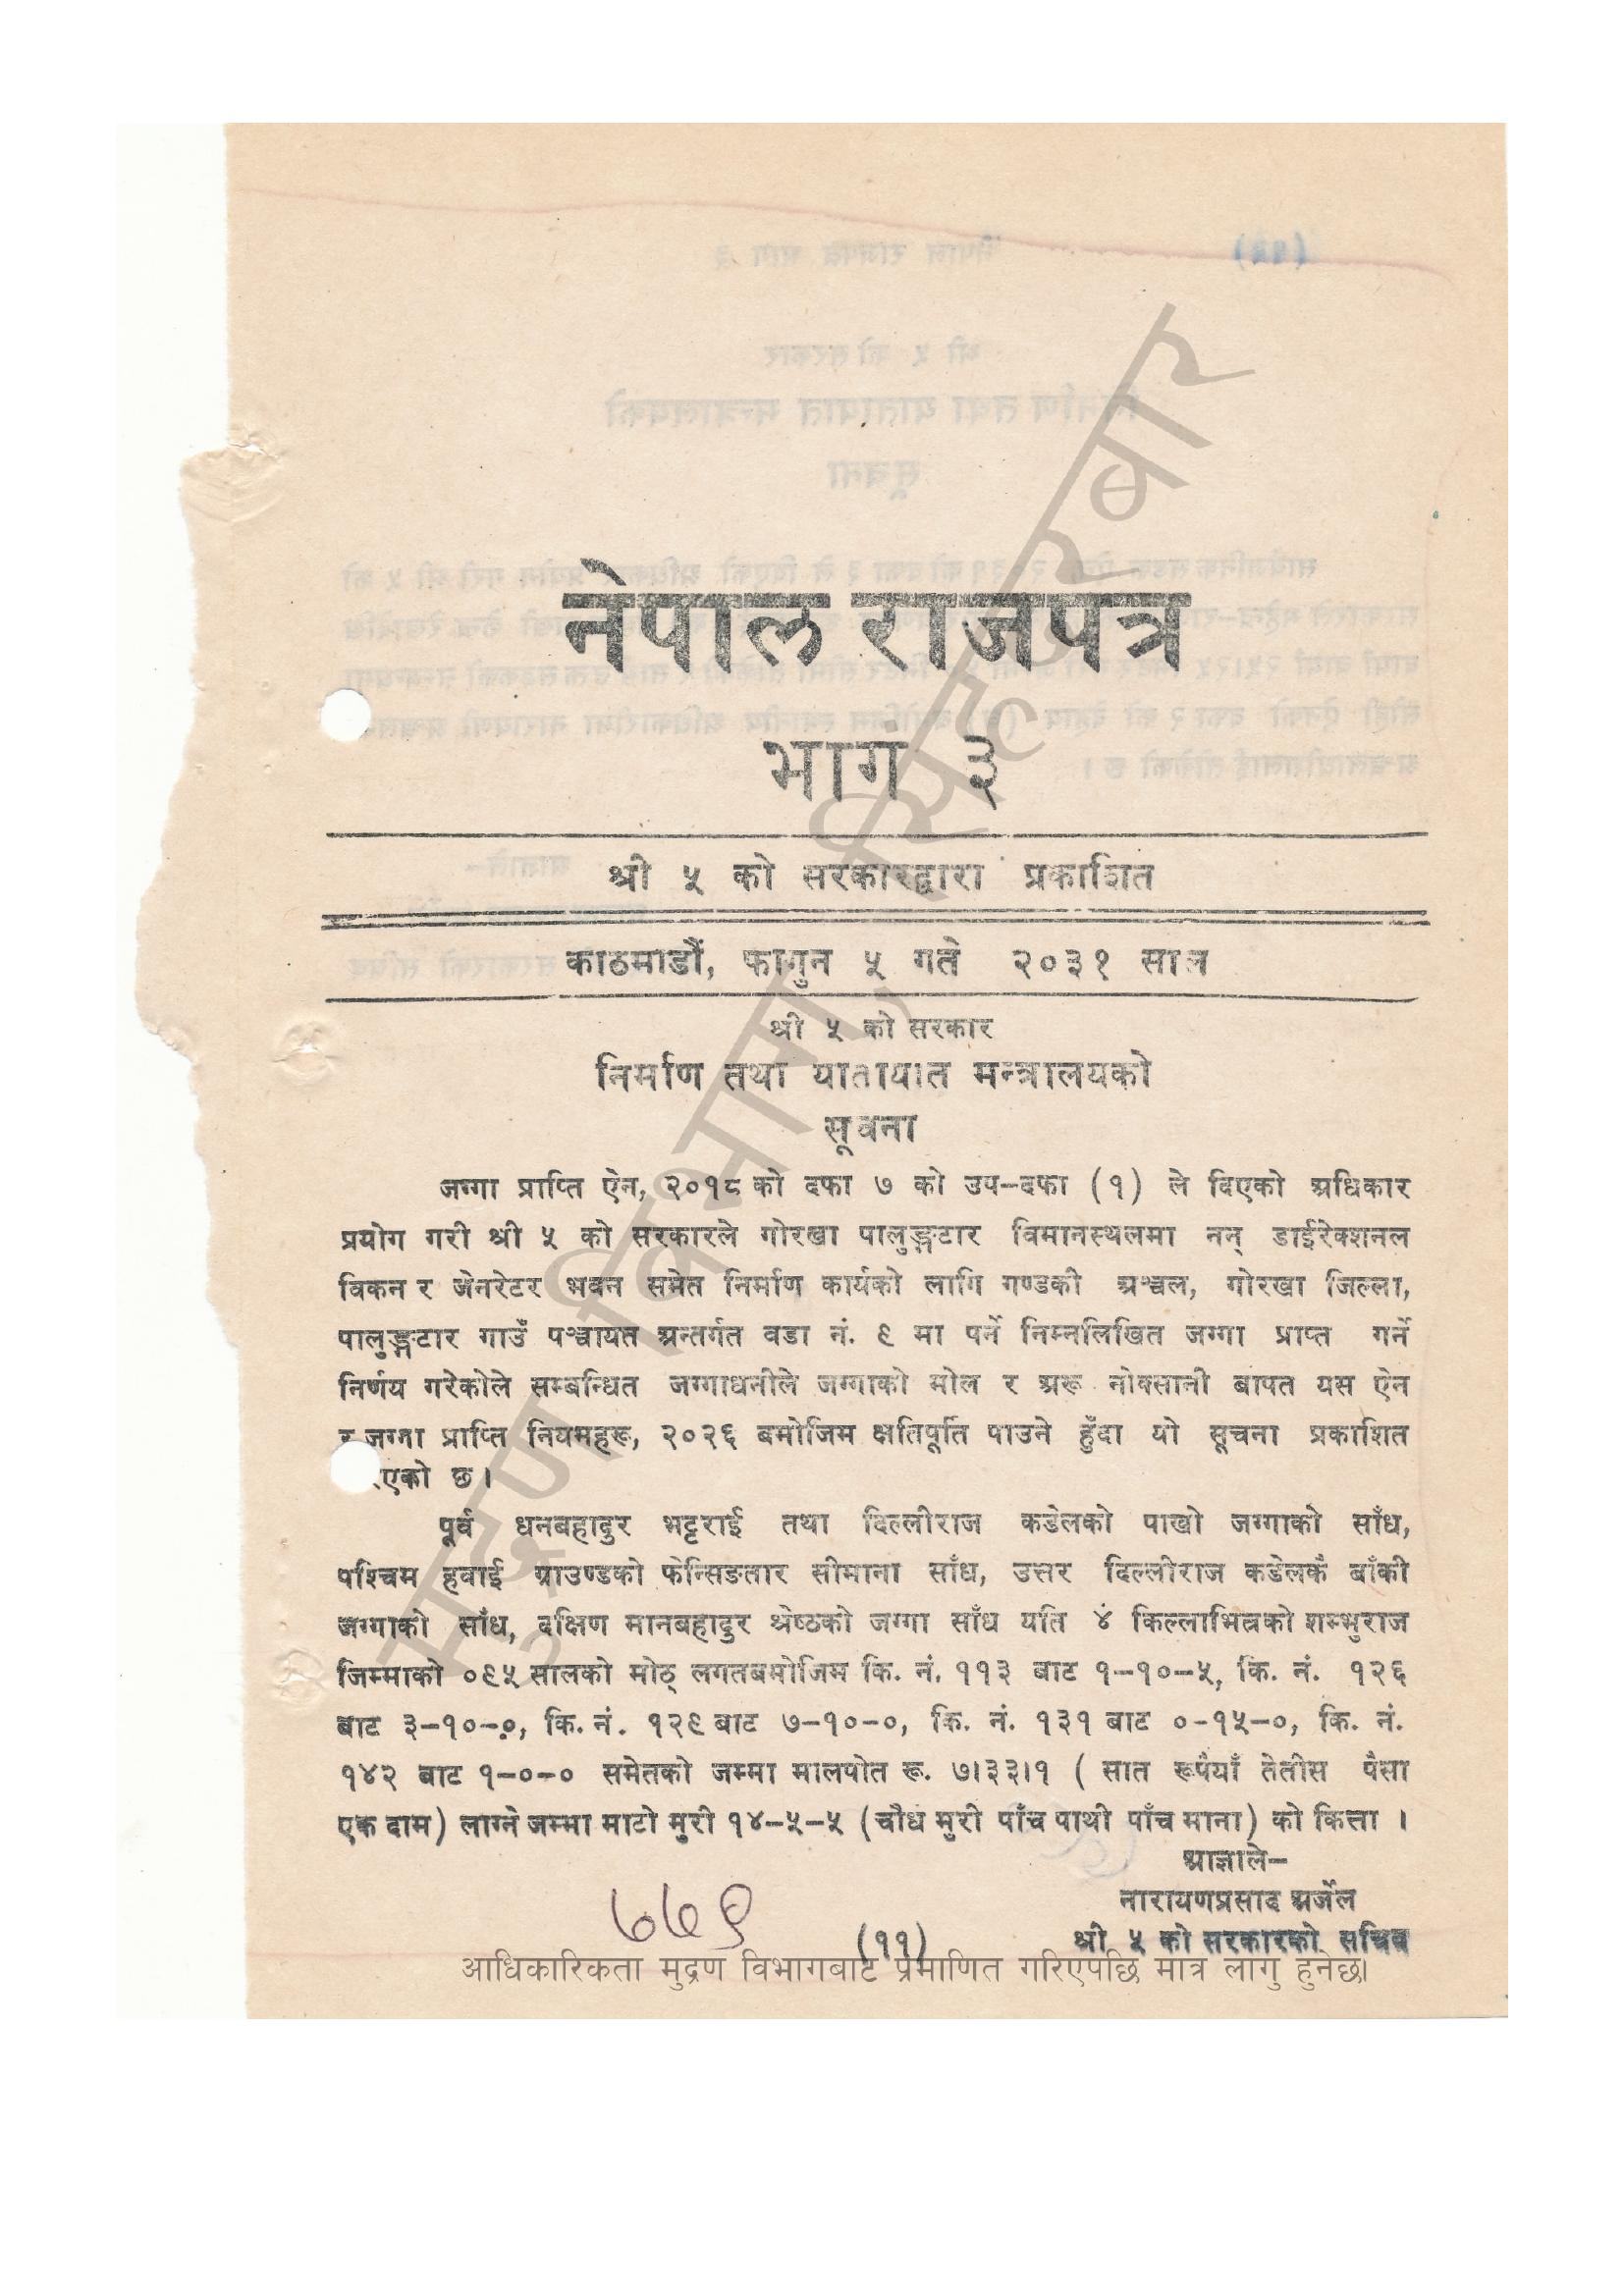 नेपाल राजपत्र
भाग ३
श्री ५ को सरकारद्वारा प्रकाशित
काठमाडौं, फागुन ५ गते २०३१ साल
श्री ५ को सरकार
निर्माण तथा यातायात मन्त्रालयको
सूचना
जग्गा प्राप्ति ऐन, २०१८ को दफा ७ को उप-दफा (१) ले दिएको अधिकार
प्रयोग गरी श्री ५ को सरकारले गोरखा पालुङ्गटार विमानस्थलमा नन् डाईरेक्शनल
विकन र जेनरेटर भवन समेत निर्माण कार्यको लागि गण्डकी अञ्चल, गोरखा जिल्ला,
पालुङ्गटार गाउँ पञ्चायत अन्तर्गत वडा नं. ९ मा पर्ने निम्नलिखित जग्गा प्राप्त गर्ने
निर्णय गरेकोले सम्बन्धित जग्गाधनीले जग्गाको मोल र अरू नोक्सानी बापत यस ऐन
र जग्गा प्राप्ति नियमहरू, २०२६ बमोजिम क्षतिपूर्ति पाउने हुँदा यो सूचना प्रकाशित
रिएको छ ।
पूर्व धनबहादुर भट्टराई तथा दिल्लीराज कडेलको पाखो जग्गाको साँध,
पश्चिम हवाई ग्राउण्डको फेन्सिङतार सीमाना साँध, उत्तर दिल्लीराज कडेलकै बाँकी
जग्गाको साँध, दक्षिण मानबहादुर श्रेष्ठको जग्गा साँध यति ४ किल्लाभित्रको शम्भुराज
जिम्माको ०९५ सालको मोठ् लगतबमोजिम कि. नं. ११३ बाट १-१०-५, कि. नं. १२६
बाट ३-१०-०, कि. नं. १२९ बाट ७-१०-०, कि. नं. १३१ बाट ०-१५-०, कि. नं.
१४२ बाट १-०-० समेतको जम्मा मालपोत रू. ७।३३।१ ( सात रूपैयाँ तेतीस पैसा
एक दाम) लाग्ने जम्मा माटो मुरी १४-५-५ (चौध मुरी पाँच पाथी पाँच माना) को कित्ता ।
आज्ञाले-
नारायणप्रसाद अर्जेल
श्री ५ को सरकारको सचिव
७७९
(११)
आधिकारिकता मुद्रण विभागबाट प्रमाणित गरिएपछि मात्र लागु हुनेछ।
मुद्रण विभाग, सिंहदरबार